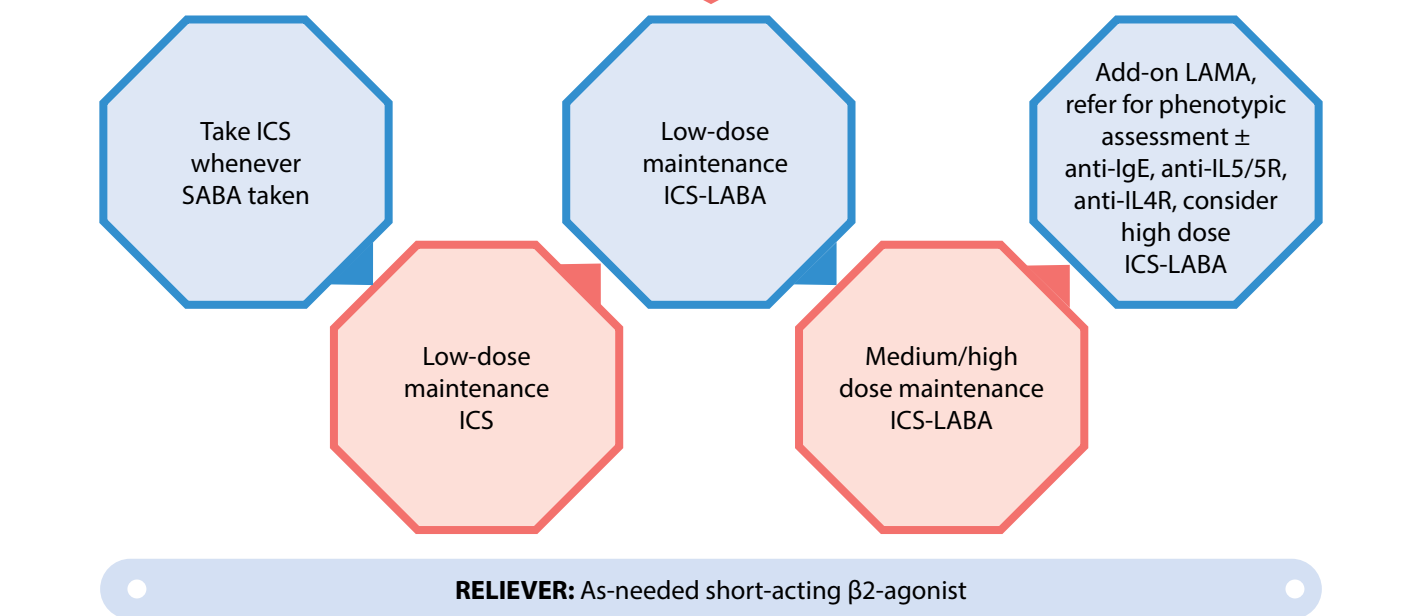 Take ICS
whenever
SABA taken
Low-dose
maintenance
ICS
Low-dose
maintenance
ICS-LABA
Medium/high
dose maintenance
ICS-LABA
Add-on LAMA,
refer for phenotypic
assessment ±
anti-IgE, anti-IL5/5R,
anti-IL4R, consider
high dose
ICS-LABA
RELIEVER: As-needed short-acting β2-agonist